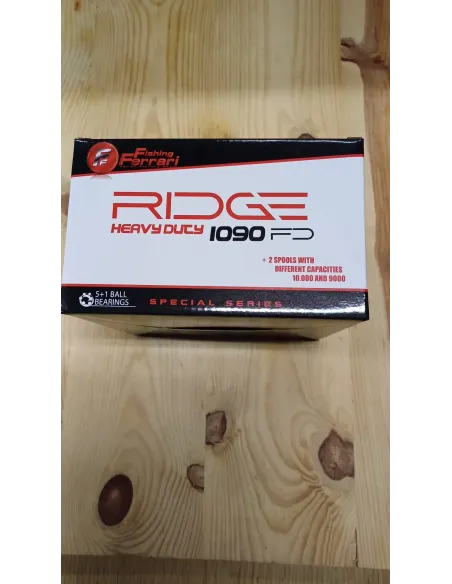 Fishing
Ferrari
RIDGE
HEAVY DUTY 1090 FD
+ 2 SPOOLS WITH
DIFFERENT CAPACITIES
10.000 AND 9000
5+1 BALL
BEARINGS
SPECIAL SERIES